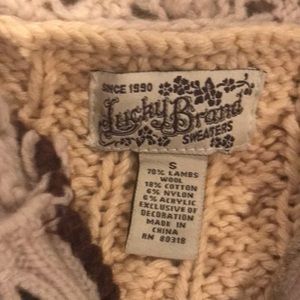 SINCE 1990
Lucky Brand
SWEATERS
S
70% LAMBS
WOOL
18% COTTON
6% NYLON
6% ACRYLIC
EXCLUSIVE OF
DECORATION
MADE IN
CHINA
RN 80318